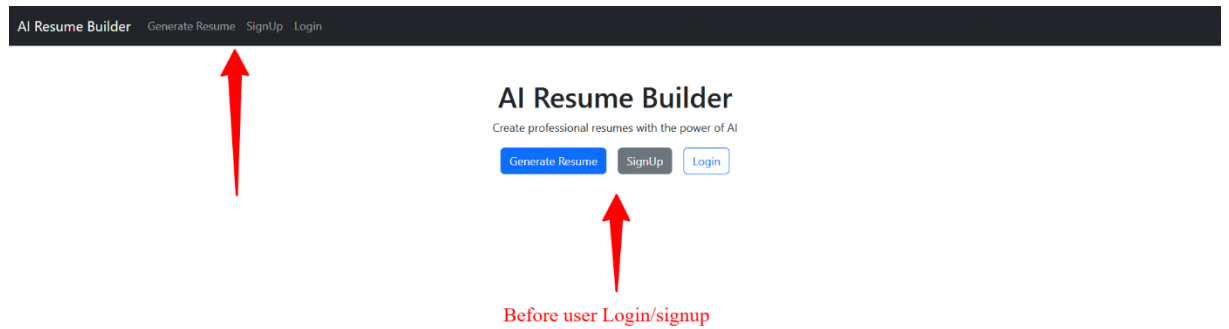 AI Resume Builder Generate Resume SignUp Login
AI Resume Builder
Create professional resumes with the power of AI
Generate Resume SignUp Login
Before user Login/signup